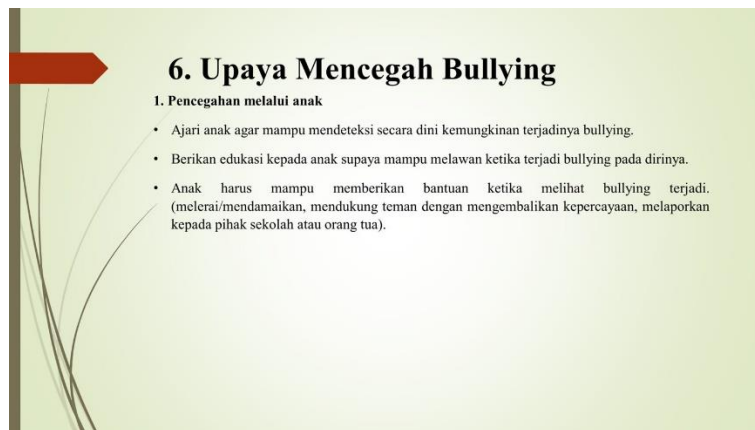 6. Upaya Mencegah Bullying
1. Pencegahan melalui anak
• Ajari anak agar mampu mendeteksi secara dini kemungkinan terjadinya bullying.
• Berikan edukasi kepada anak supaya mampu melawan ketika terjadi bullying pada dirinya.
• Anak harus mampu memberikan bantuan ketika melihat bullying terjadi.
(melerai/mendamaikan, mendukung teman dengan mengembalikan kepercayaan, melaporkan
kepada pihak sekolah atau orang tua).